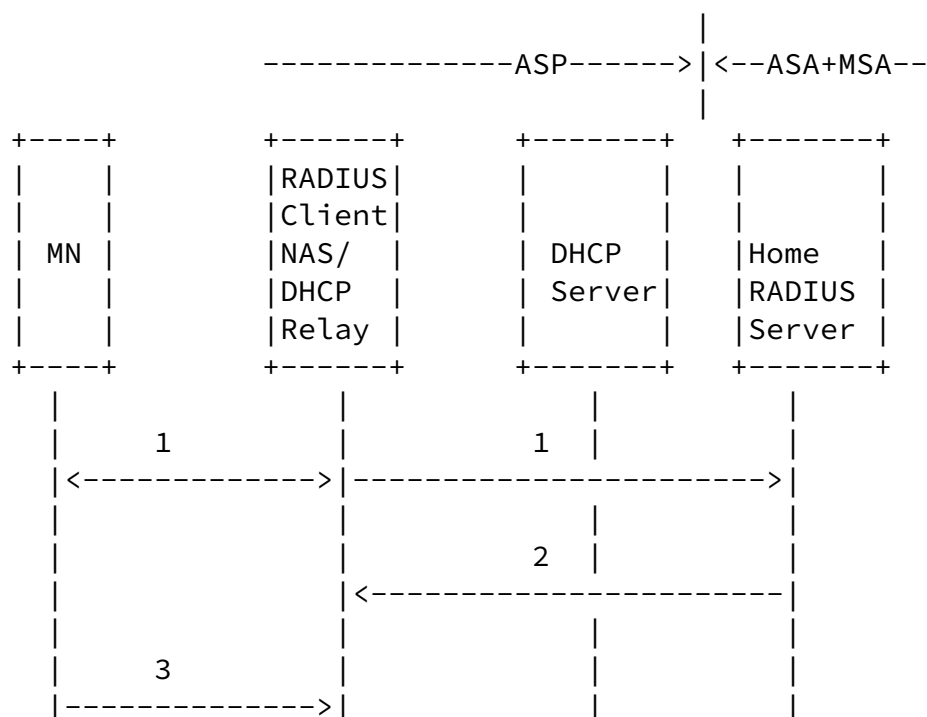 |
                 --------------ASP------>|<--ASA+MSA--
                                              |
+----+          +------+       +-------+   +-------+
|    |          |RADIUS|       |       |   |       |
|    |          |Client|       |       |   |       |
| MN |          |NAS/  |       | DHCP  |   |Home   |
|    |          |DHCP  |       | Server|   |RADIUS |
|    |          |Relay |       |       |   |Server |
+----+          +------+       +-------+   +-------+
  |                  |                |            |
  |     1            |            1   |            |
  |<------------->|----------------------->|
  |                  |                |            |
  |                  |            2   |            |
  |                  |<-----------------------|
  |                  |                |            |
  |     3            |                |            |
  |-------------->|                |            |